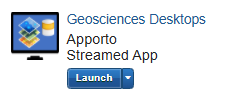 Geosciences Desktops
Apporto
Streamed App
Launch